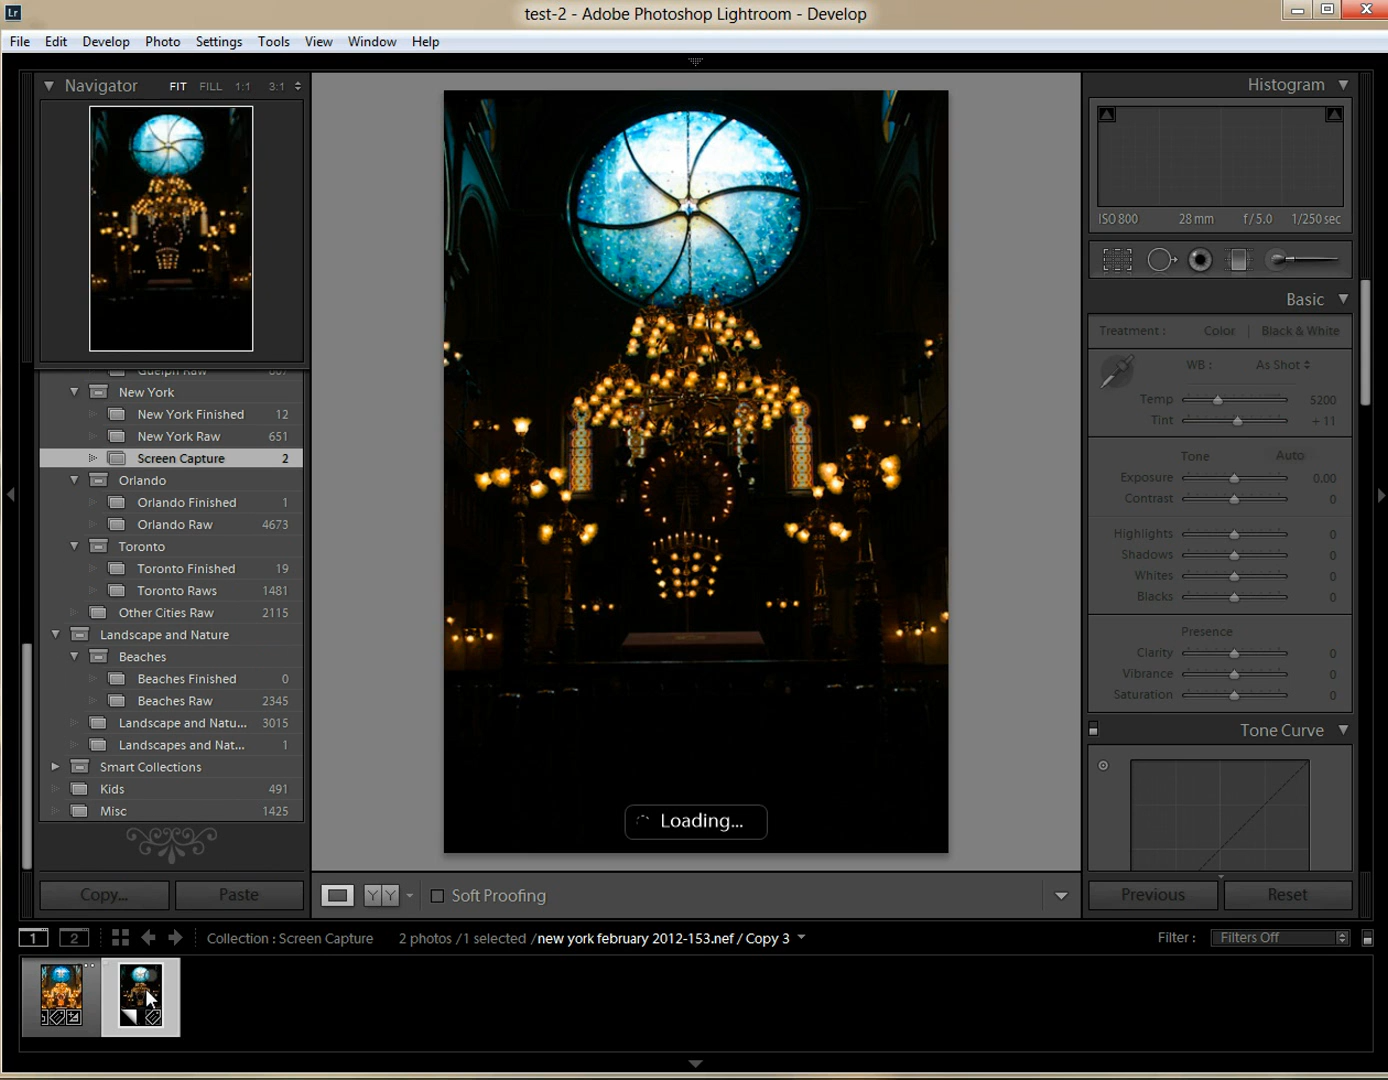 Lr
test-2 - Adobe Photoshop Lightroom - Develop
File Edit Develop Photo Settings Tools View Window Help
Navigator FIT FILL 1:1 3:1
Guelph Raw
New York
New York Finished 12
New York Raw 651
Screen Capture 2
Orlando
Orlando Finished 1
Orlando Raw 4673
Toronto
Toronto Finished 19
Toronto Raws 1481
Other Cities Raw 2115
Landscape and Nature
Beaches
Beaches Finished 0
Beaches Raw 2345
Landscape and Natu... 3015
Landscapes and Nat... 1
Smart Collections
Kids 491
Misc 1425
Copy... Paste
Loading...
YY Soft Proofing
Histogram
ISO 800 28 mm f / 5.0 1/250 sec
Basic
Treatment : Color | Black & White
WB : As Shot
Temp 5200
Tint + 11
Tone Auto
Exposure 0.00
Contrast 0
Highlights 0
Shadows 0
Whites 0
Blacks 0
Presence
Clarity 0
Vibrance 0
Saturation 0
Tone Curve
Previous Reset
1 2 Collection : Screen Capture 2 photos /1 selected /new york february 2012-153.nef / Copy 3 Filter : Filters Off